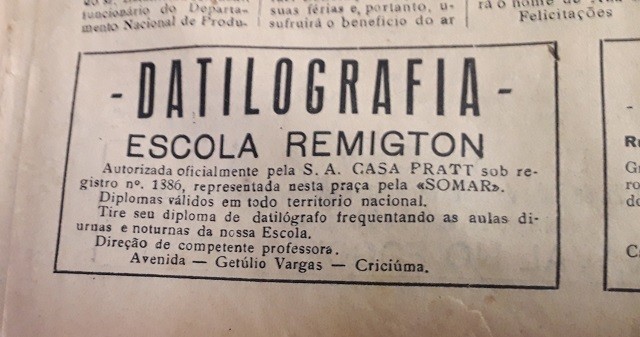 funcionário do Departa-
mento Nacional de Produ-
suas férias e, portanto, u-
sufruirá o beneficio do ar
Felicitações
- DATILOGRAFIA -
ESCOLA REMIGTON
Autorizada oficialmente pela S. A. CASA PRATT sob re-
gistro nº. 1386, representada nesta praça pela «SOMAR».
Diplomas válidos em todo territorio nacional.
Tire seu diploma de datilógrafo frequentando as aulas di-
urnas e noturnas da nossa Escola.
Direção de competente professora.
Avenida — Getúlio Vargas — Criciúma.